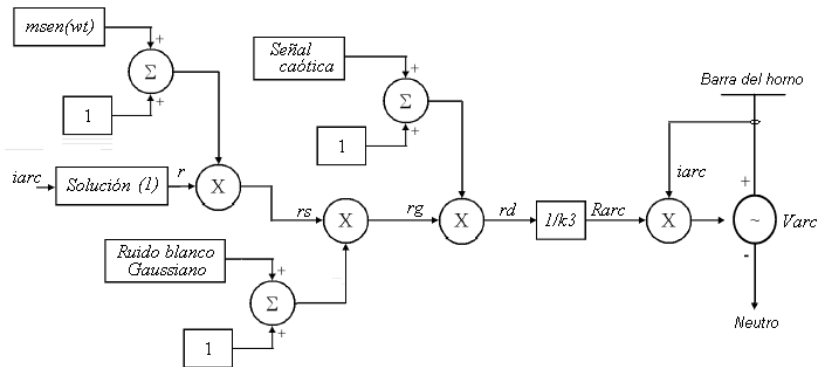 msen(wt)
+
Σ
+
1
Señal
caótica
+
Σ
+
1
Barra del horno
iarc
Solución (1)
r
X
rs
X
rg
X
rd
1/k3
Rarc
iarc
X
+
~
Varc
-
Neutro
Ruido blanco
Gaussiano
+
Σ
+
1